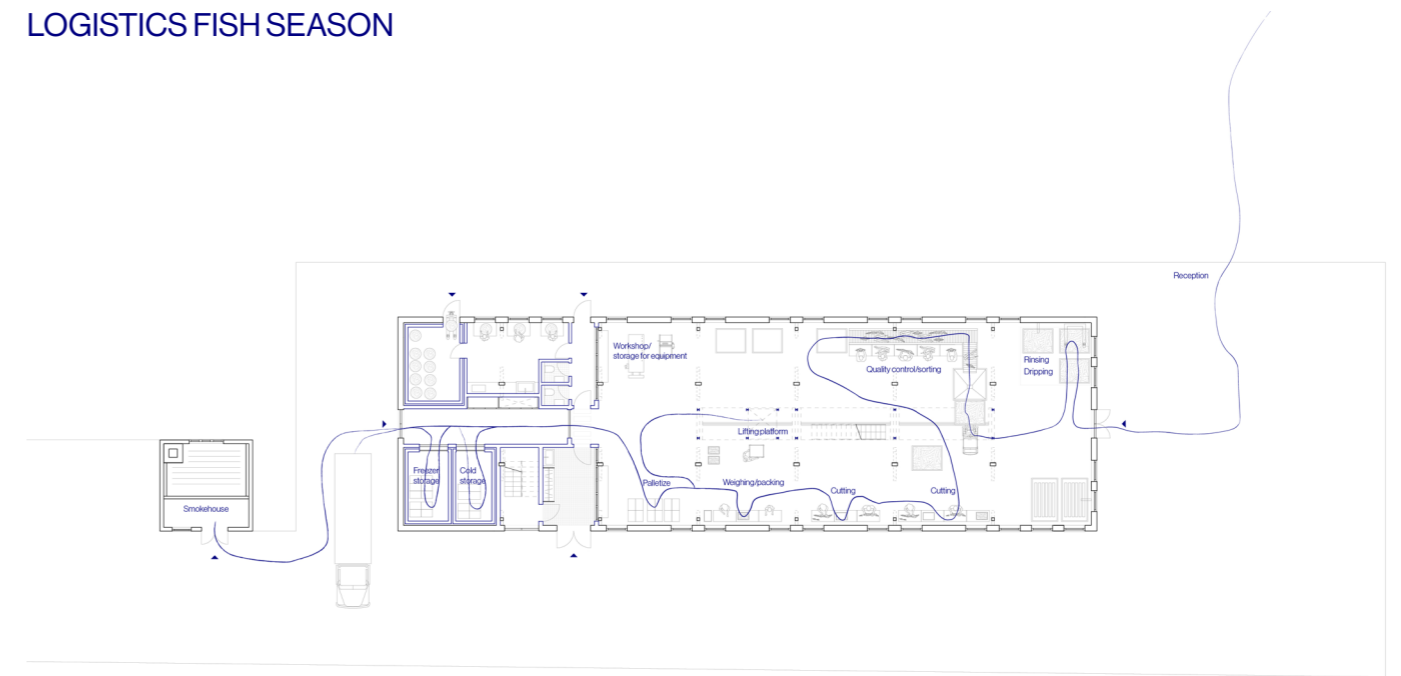 LOGISTICS FISH SEASON
Reception
Workshop/
storage for equipment
Quality control/sorting
Rinsing
Dripping
Lifting platform
Freezer
storage
Cold
storage
Palletize
Weighing/packing
Cutting
Cutting
Smokehouse